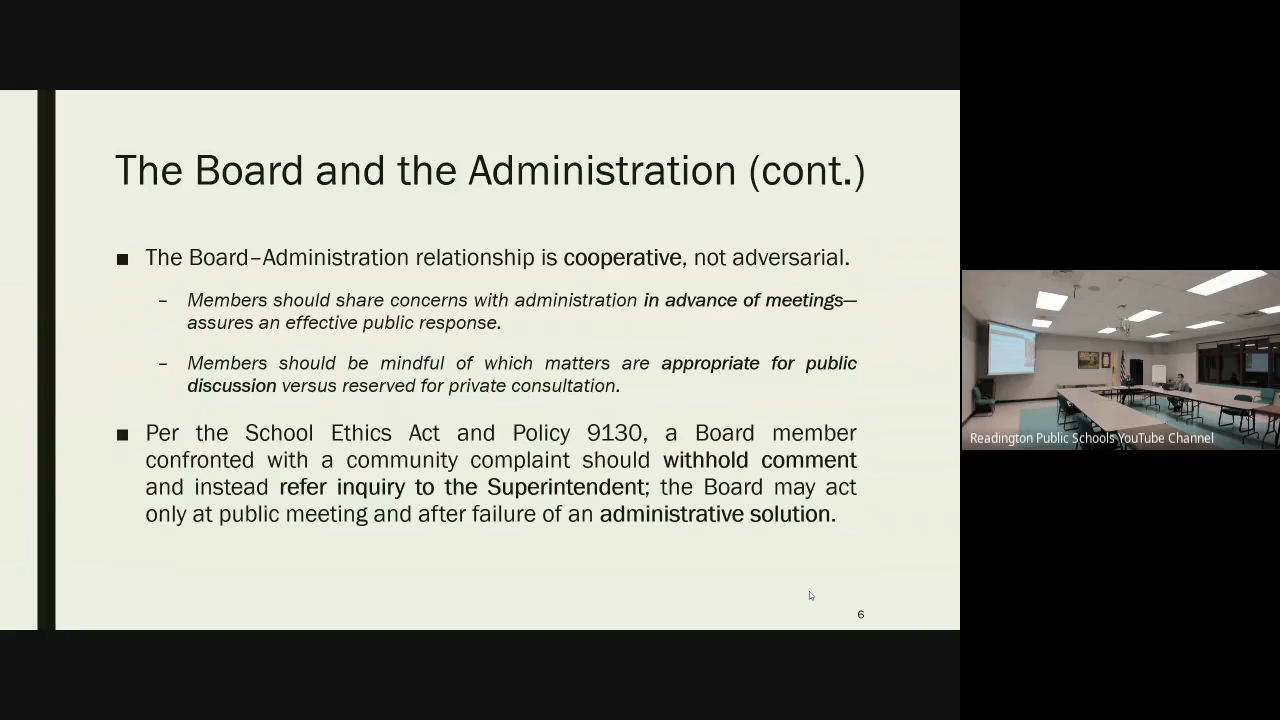 The Board and the Administration (cont.)
■ The Board–Administration relationship is cooperative, not adversarial.
– Members should share concerns with administration in advance of meetings—
assures an effective public response.
– Members should be mindful of which matters are appropriate for public
discussion versus reserved for private consultation.
■ Per the School Ethics Act and Policy 9130, a Board member
confronted with a community complaint should withhold comment
and instead refer inquiry to the Superintendent; the Board may act
only at public meeting and after failure of an administrative solution.
6
Readington Public Schools YouTube Channel